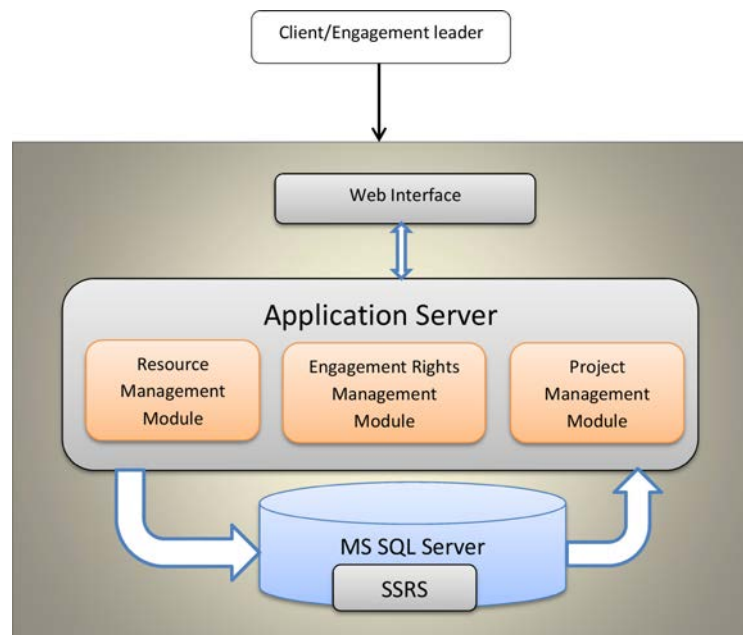 Client/Engagement leader
Web Interface
Application Server
Resource
Management
Module
Engagement Rights
Management
Module
Project
Management
Module
MS SQL Server
SSRS